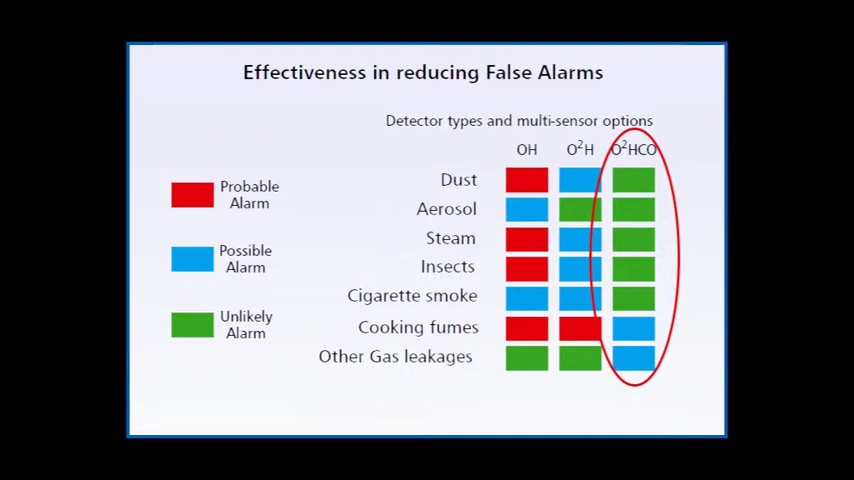 Effectiveness in reducing False Alarms
Detector types and multi-sensor options
OH O²H O²HCO
Probable
Alarm
Possible
Alarm
Unlikely
Alarm
Dust
Aerosol
Steam
Insects
Cigarette smoke
Cooking fumes
Other Gas leakages